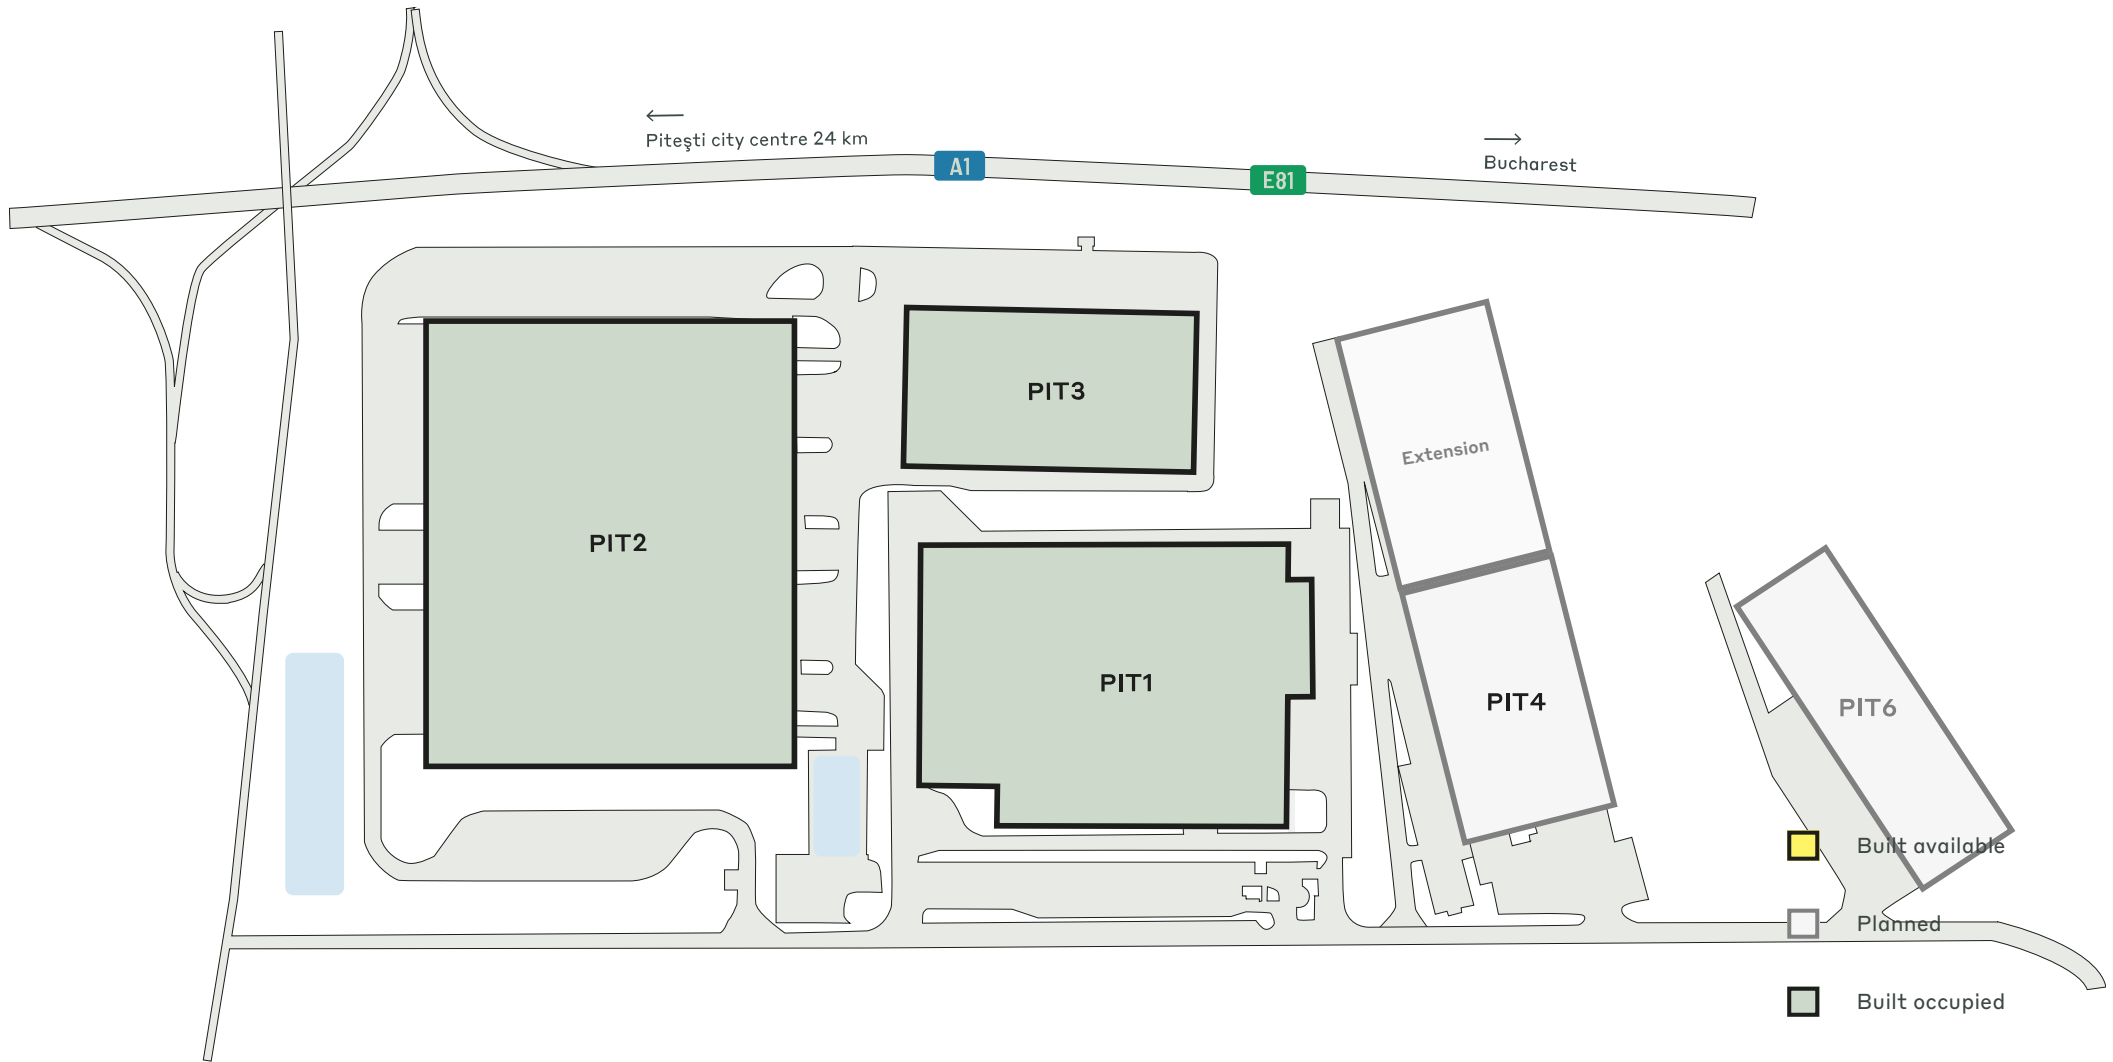 Piteşti city centre 24 km
A1
E81
Bucharest
PIT3
Extension
PIT2
PIT1
PIT4
PIT6
Built available
Planned
Built occupied